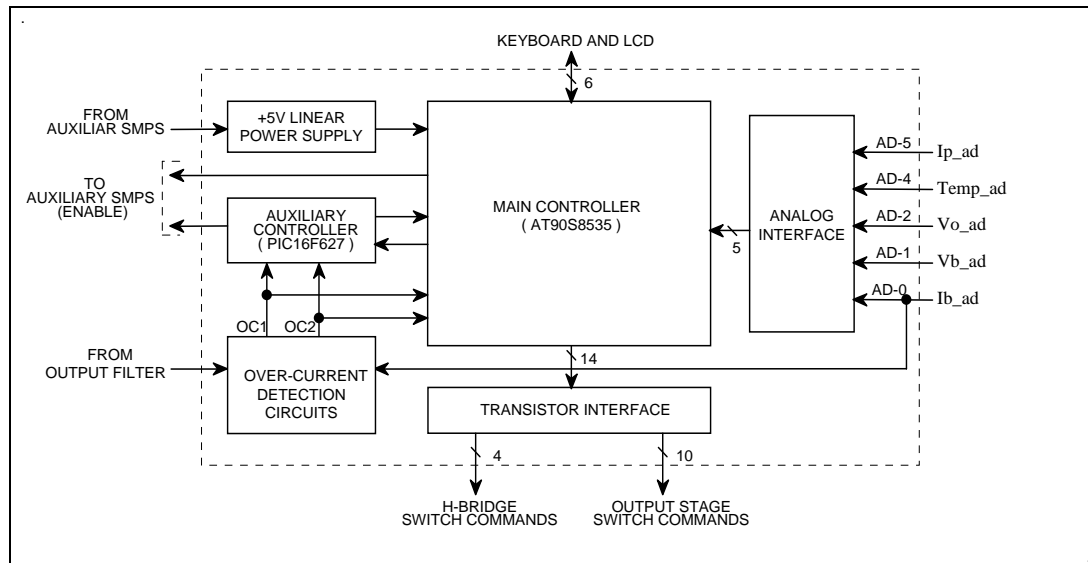 .
KEYBOARD AND LCD
6
FROM
AUXILIAR SMPS
+5V LINEAR
POWER SUPPLY
TO
AUXILIARY SMPS
(ENABLE)
AUXILIARY
CONTROLLER
( PIC16F627 )
MAIN CONTROLLER
( AT90S8535 )
5
ANALOG
INTERFACE
AD-5
Ip_ad
AD-4
Temp_ad
AD-2
Vo_ad
AD-1
Vb_ad
AD-0
Ib_ad
OC1
OC2
FROM
OUTPUT FILTER
OVER-CURRENT
DETECTION
CIRCUITS
14
TRANSISTOR INTERFACE
4
10
H-BRIDGE
SWITCH COMMANDS
OUTPUT STAGE
SWITCH COMMANDS